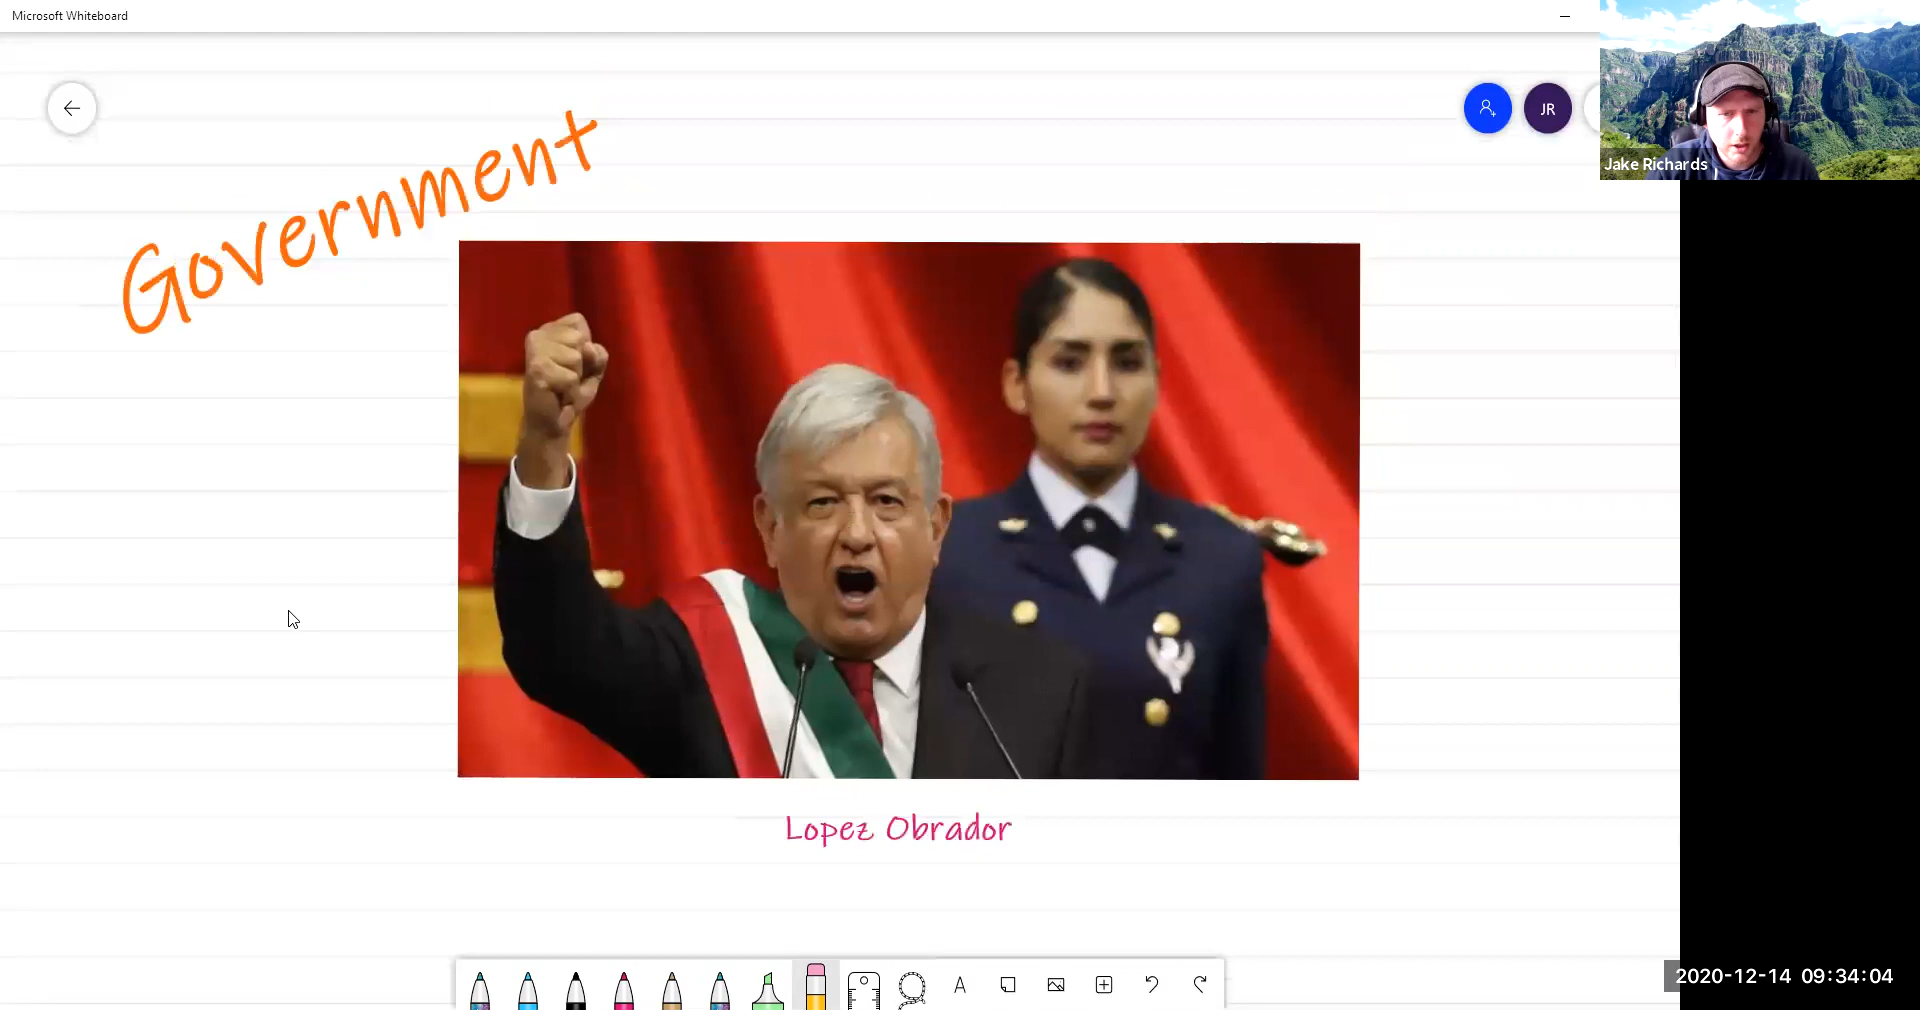 Microsoft Whiteboard
JR
Jake Richards
Government
Lopez Obrador
A
2020-12-14 09:34:04